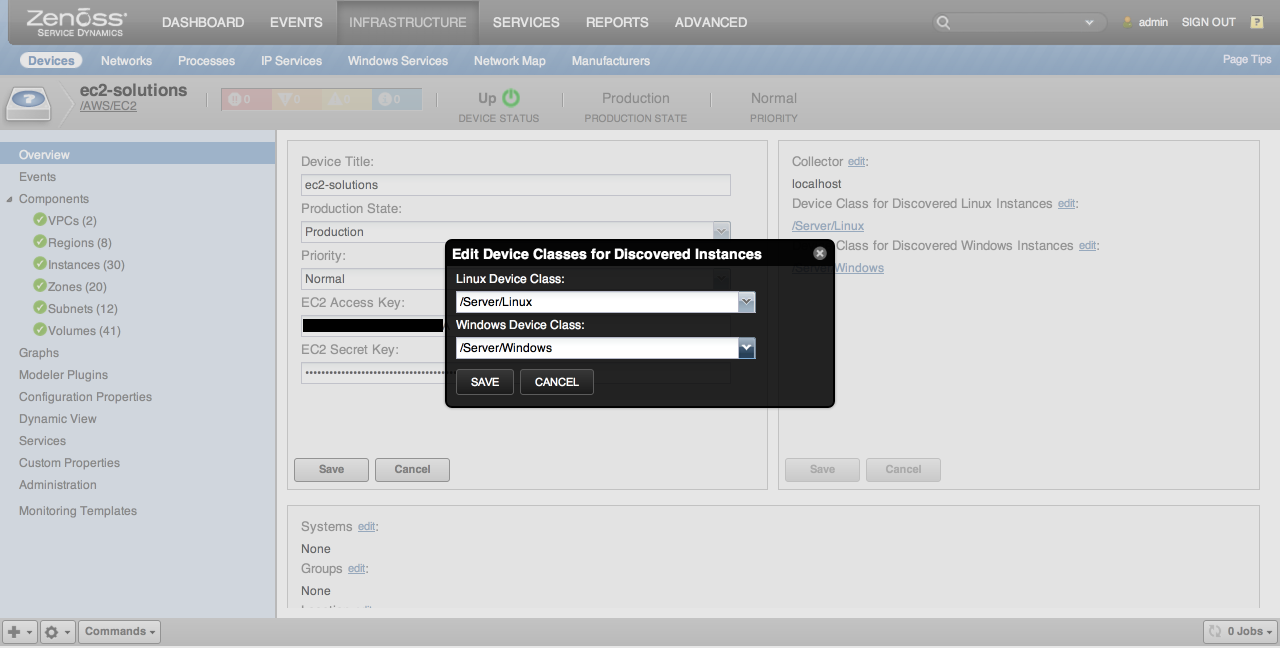 Zenoss
SERVICE DYNAMICS
DASHBOARD EVENTS INFRASTRUCTURE SERVICES REPORTS ADVANCED
admin SIGN OUT ?
Devices Networks Processes IP Services Windows Services Network Map Manufacturers
Page Tips
ec2-solutions
/AWS/EC2
0 0 0 0
Up
DEVICE STATUS
Production
PRODUCTION STATE
Normal
PRIORITY
Overview
Events
Components
VPCs (2)
Regions (8)
Instances (30)
Zones (20)
Subnets (12)
Volumes (41)
Graphs
Modeler Plugins
Configuration Properties
Dynamic View
Services
Custom Properties
Administration
Monitoring Templates
Device Title:
ec2-solutions
Production State:
Production
Priority:
Normal
EC2 Access Key:
EC2 Secret Key:
Save Cancel
Collector edit:
localhost
Device Class for Discovered Linux Instances edit:
/Server/Linux
Class for Discovered Windows Instances edit:
Windows
Save Cancel
Edit Device Classes for Discovered Instances
Linux Device Class:
/Server/Linux
Windows Device Class:
/Server/Windows
SAVE CANCEL
Systems edit:
None
Groups edit:
None
Commands
0 Jobs